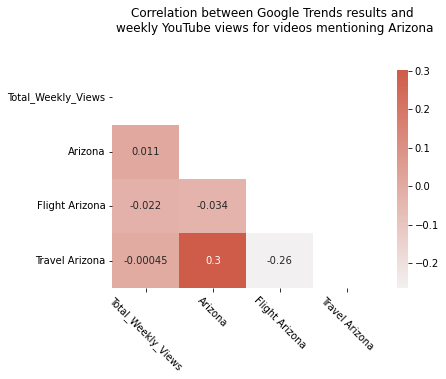 Correlation between Google Trends results and
weekly YouTube views for videos mentioning Arizona
Total_Weekly_Views
Arizona
Flight Arizona
Travel Arizona
0.011
-0.022 -0.034
-0.00045 0.3 -0.26
Total_Weekly_Views
Arizona
Flight Arizona
Travel Arizona
0.3
0.2
0.1
0.0
-0.1
-0.2